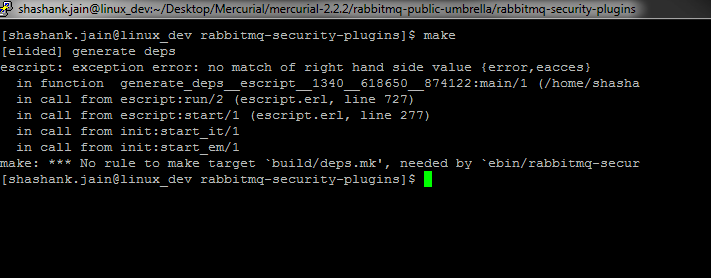 shashank.jain@linux_dev:~/Desktop/Mercurial/mercurial-2.2.2/rabbitmq-public-umbrella/rabbitmq-security-plugins
[shashank.jain@linux_dev rabbitmq-security-plugins]$ make
[elided] generate deps
escript: exception error: no match of right hand side value {error,eacces}
  in function  generate_deps__escript__1340__618650__874122:main/1 (/home/shasha
  in call from escript:run/2 (escript.erl, line 727)
  in call from escript:start/1 (escript.erl, line 277)
  in call from init:start_it/1
  in call from init:start_em/1
make: *** No rule to make target `build/deps.mk', needed by `ebin/rabbitmq-secur
[shashank.jain@linux_dev rabbitmq-security-plugins]$